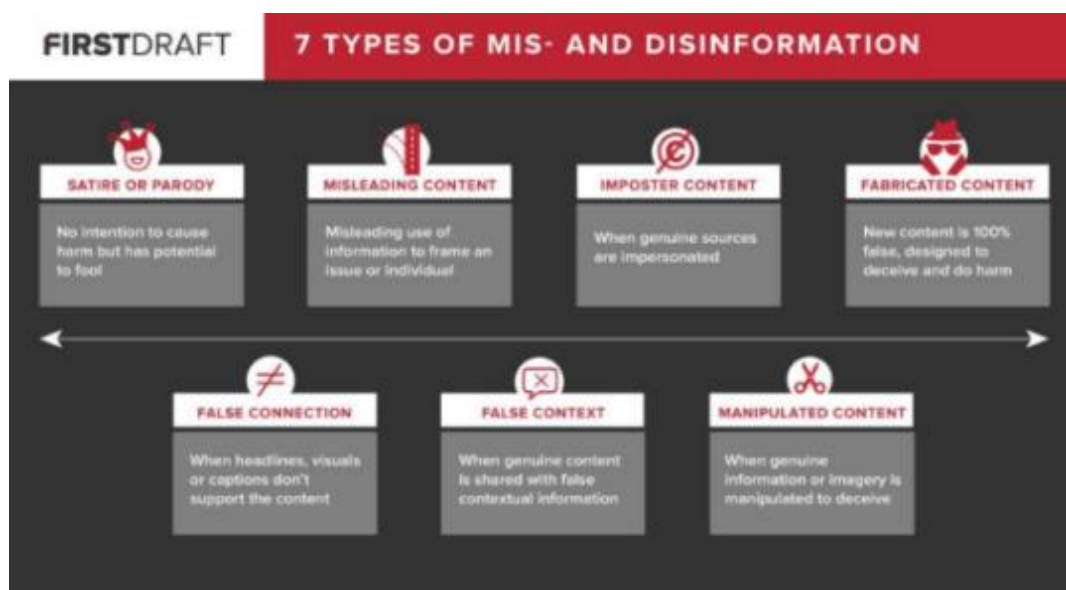 FIRSTDRAFT
7 TYPES OF MIS- AND DISINFORMATION
SATIRE OR PARODY
No intention to cause
harm but has potential
to fool
MISLEADING CONTENT
Misleading use of
information to frame an
issue or individual
IMPOSTER CONTENT
When genuine sources
are impersonated
FABRICATED CONTENT
New content is 100%
false, designed to
deceive and do harm
FALSE CONNECTION
When headlines, visuals
or captions don't
support the content
FALSE CONTEXT
When genuine content
Is shared with false
contextual information
MANIPULATED CONTENT
When genuine
information or imagery is
manipulated to deceive